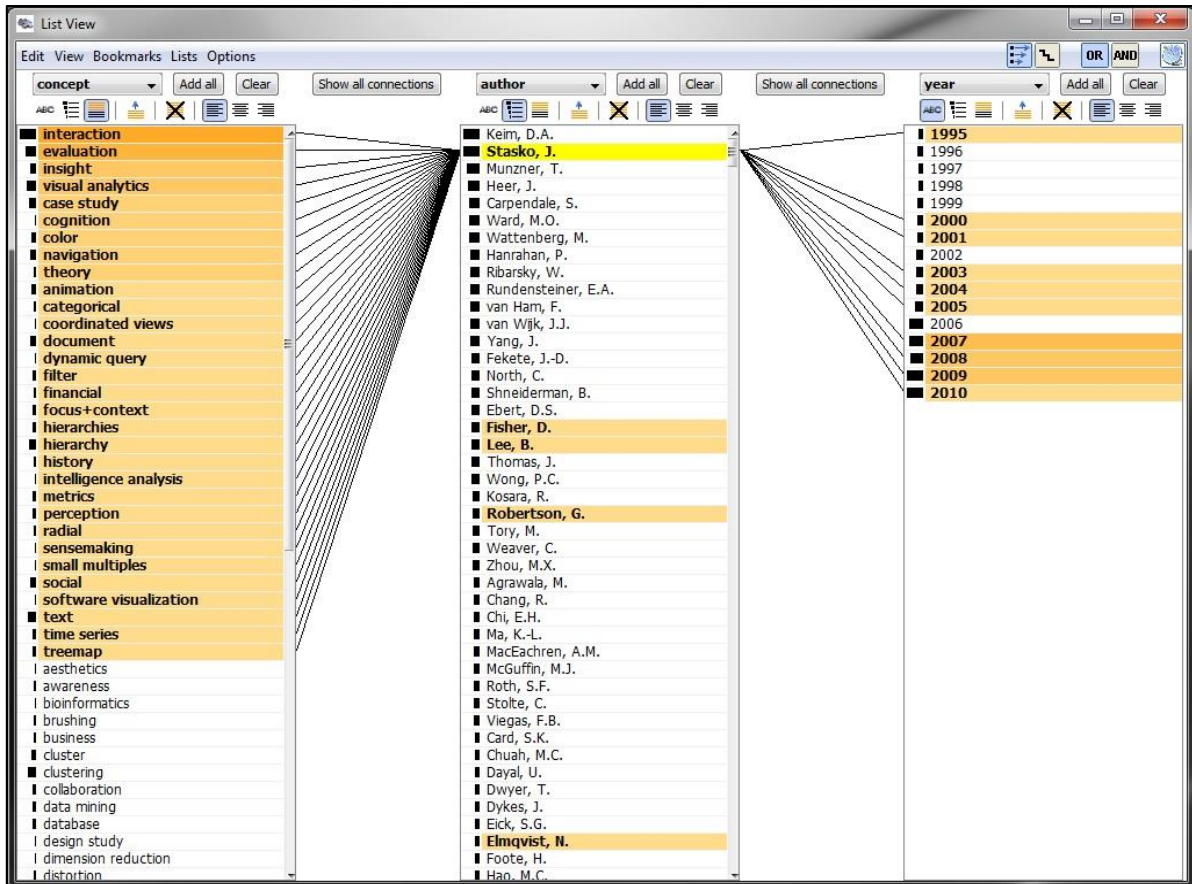 List View
Edit View Bookmarks Lists Options
OR AND
concept Add all Clear Show all connections author Add all Clear Show all connections year Add all Clear
ABC ABC ABC
interaction
evaluation
insight
visual analytics
case study
cognition
color
navigation
theory
animation
categorical
coordinated views
document
dynamic query
filter
financial
focus+context
hierarchies
hierarchy
history
intelligence analysis
metrics
perception
radial
sensemaking
small multiples
social
software visualization
text
time series
treemap
aesthetics
awareness
bioinformatics
brushing
business
cluster
clustering
collaboration
data mining
database
design study
dimension reduction
distortion
Keim, D.A.
Stasko, J.
Munzner, T.
Heer, J.
Carpendale, S.
Ward, M.O.
Wattenberg, M.
Hanrahan, P.
Ribarsky, W.
Rundensteiner, E.A.
van Ham, F.
van Wijk, J.J.
Yang, J.
Fekete, J.-D.
North, C.
Shneiderman, B.
Ebert, D.S.
Fisher, D.
Lee, B.
Thomas, J.
Wong, P.C.
Kosara, R.
Robertson, G.
Tory, M.
Weaver, C.
Zhou, M.X.
Agrawala, M.
Chang, R.
Chi, E.H.
Ma, K.-L.
MacEachren, A.M.
McGuffin, M.J.
Roth, S.F.
Stolte, C.
Viegas, F.B.
Card, S.K.
Chuah, M.C.
Dayal, U.
Dwyer, T.
Dykes, J.
Eick, S.G.
Elmqvist, N.
Foote, H.
Hao, M.C.
1995
1996
1997
1998
1999
2000
2001
2002
2003
2004
2005
2006
2007
2008
2009
2010